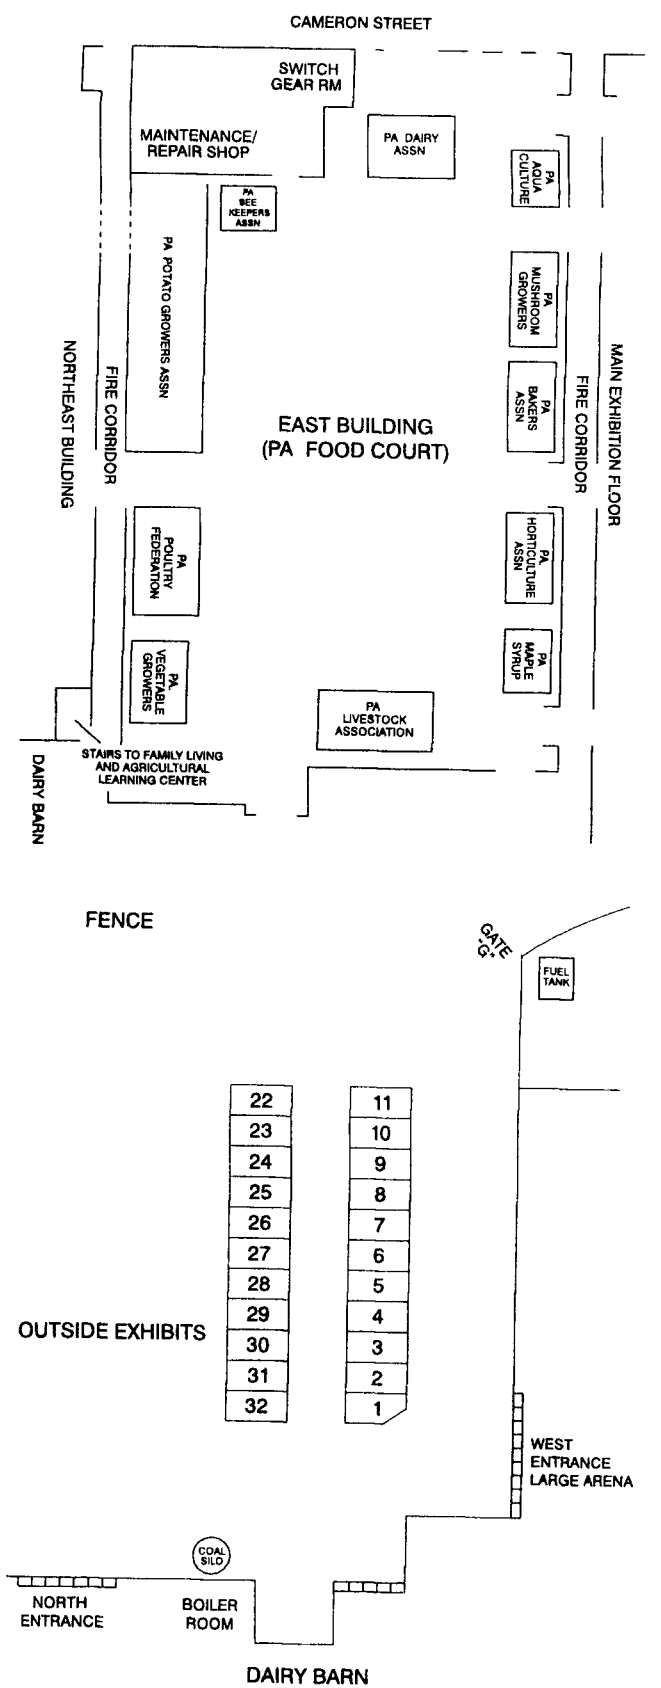 CAMERON STREET
SWITCH
GEAR RM
MAINTENANCE/
REPAIR SHOP
PA DAIRY
ASSN
PA
AQUA
CULTURE
PA
BEE
KEEPERS
ASSN
PA POTATO GROWERS ASSN
PA
MUSHROOM
GROWERS
NORTHEAST BUILDING
FIRE CORRIDOR
PA
BAKERS
ASSN
FIRE CORRIDOR
MAIN EXHIBITION FLOOR
EAST BUILDING
(PA FOOD COURT)
PA
POULTRY
FEDERATION
PA.
HORTICULTURE
ASSN
PA.
VEGETABLE
GROWERS
PA
MAPLE
SYRUP
PA
LIVESTOCK
ASSOCIATION
STAIRS TO FAMILY LIVING
AND AGRICULTURAL
LEARNING CENTER
DAIRY BARN
FENCE
GATE
"G"
FUEL
TANK
22
11
23
10
24
9
25
8
26
7
27
6
28
5
29
4
OUTSIDE EXHIBITS
30
3
31
2
32
1
WEST
ENTRANCE
LARGE ARENA
COAL
SILO
NORTH
ENTRANCE
BOILER
ROOM
DAIRY BARN